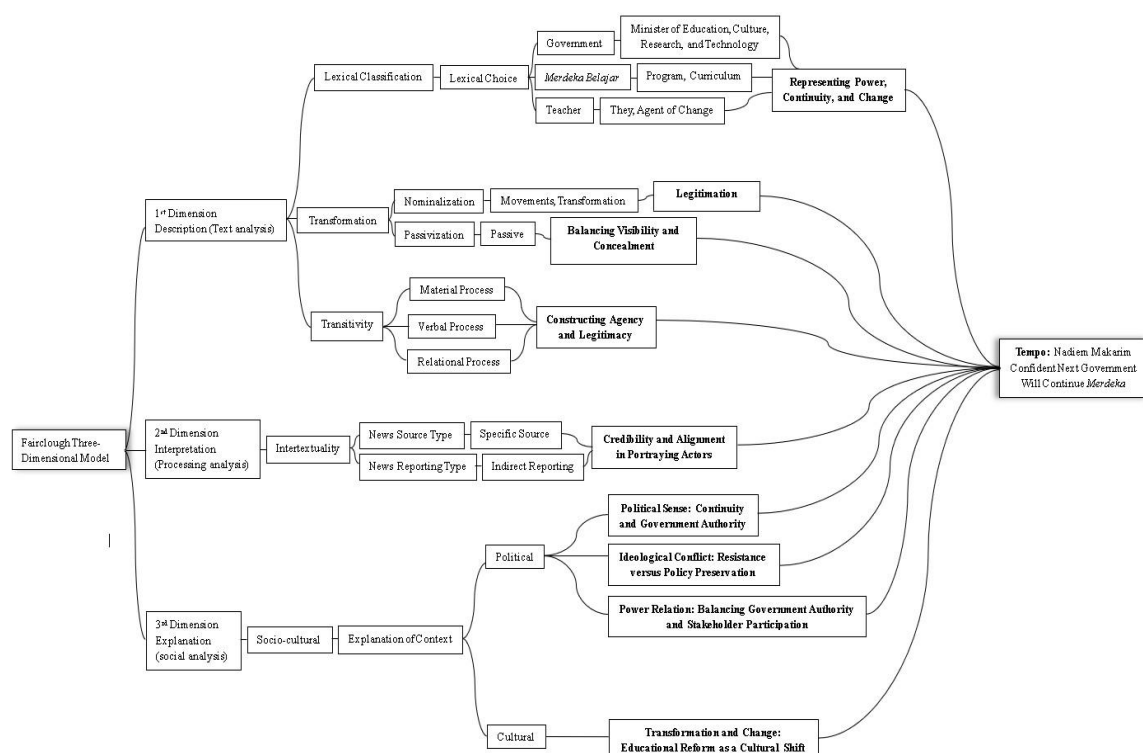 Government
Minister of Education, Culture,
Research, and Technology
Lexical Classification
Lexical Choice
Merdeka Belajar
Program, Curriculum
Representing Power,
Continuity, and Change
Teacher
They, Agent of Change
1st Dimension
Description (Text analysis)
Transformation
Nominalization
Movements, Transformation
Legitimation
Passivization
Passive
Balancing Visibility and
Concealment
Transitivity
Material Process
Verbal Process
Relational Process
Constructing Agency
and Legitimacy
Tempo: Nadiem Makarim
Confident Next Government
Will Continue Merdeka
Fairclough Three-
Dimensional Model
2nd Dimension
Interpretation
(Processing analysis)
Intertextuality
News Source Type
Specific Source
News Reporting Type
Indirect Reporting
Credibility and Alignment
in Portraying Actors
3rd Dimension
Explanation
(social analysis)
Socio-cultural
Explanation of Context
Political
Political Sense: Continuity
and Government Authority
Ideological Conflict: Resistance
versus Policy Preservation
Power Relation: Balancing Government Authority
and Stakeholder Participation
Cultural
Transformation and Change:
Educational Reform as a Cultural Shift